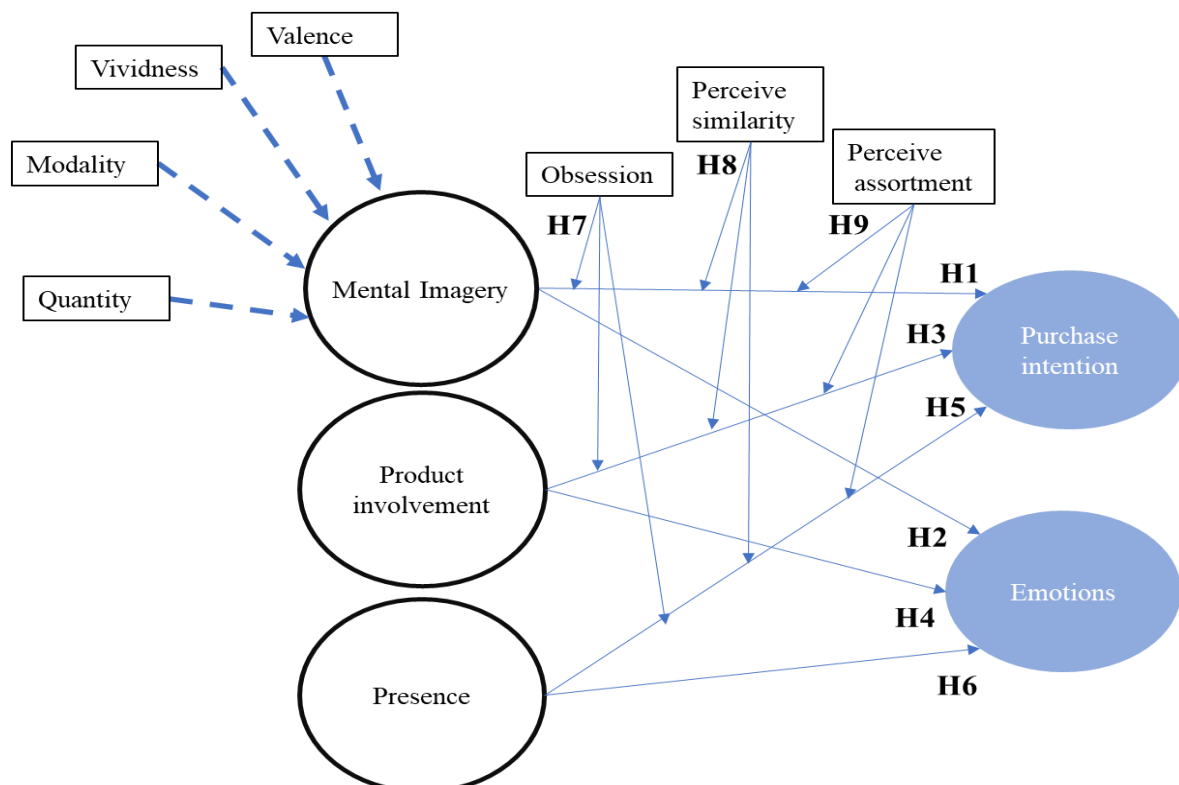 Valence
Vividness
Modality
Quantity
Mental Imagery
Obsession
H7
Perceive
similarity
H8
Perceive
assortment
H9
H1
H3
H5
Purchase
intention
Product
involvement
H2
H4
H6
Emotions
Presence